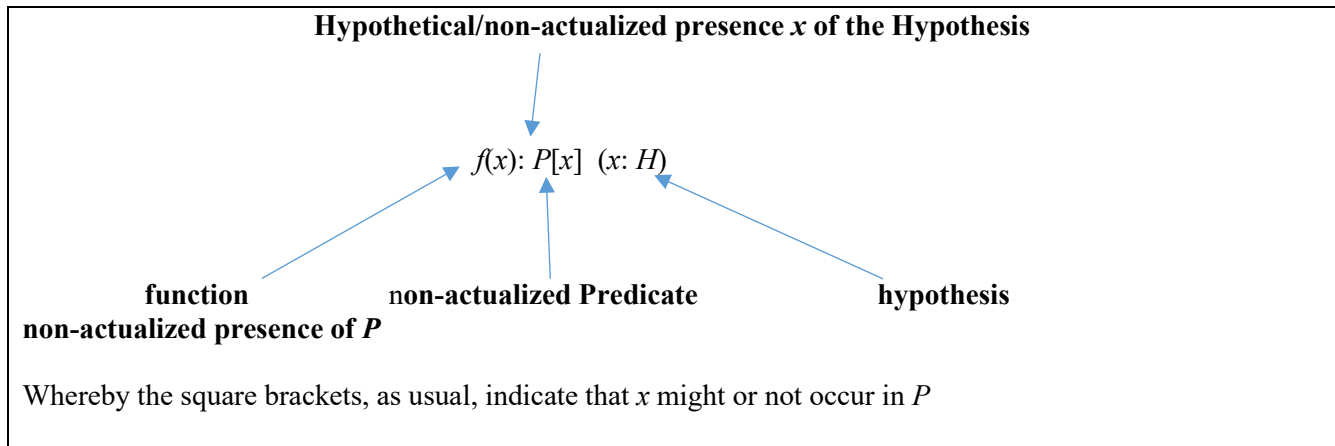 Hypothetical/non-actualized presence x of the Hypothesis
f(x): P[x] (x: H)
function non-actualized Predicate hypothesis
non-actualized presence of P
Whereby the square brackets, as usual, indicate that x might or not occur in P